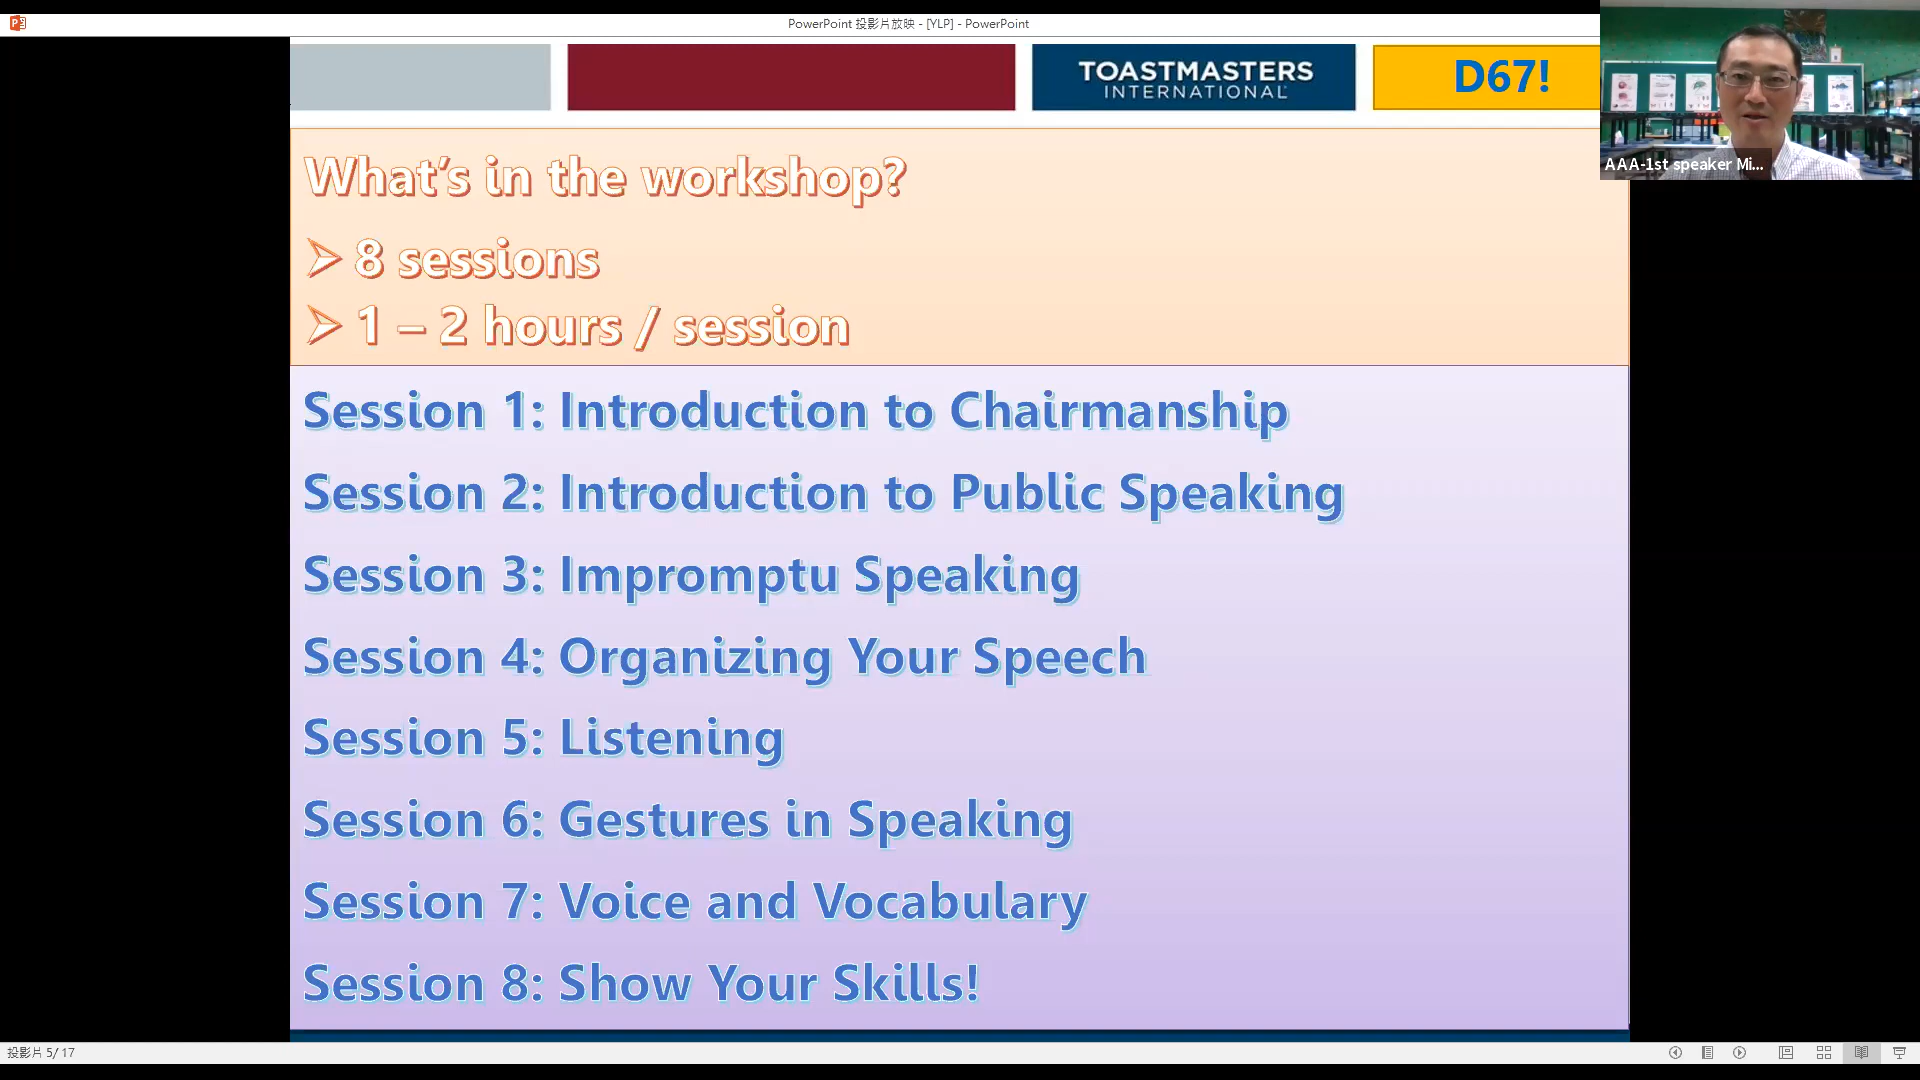 PowerPoint 投影片放映 - [YLP] - PowerPoint
TOASTMASTERS
INTERNATIONAL
D67!
AAA-1st speaker Mi...
What's in the workshop?
➢ 8 sessions
➢ 1 – 2 hours / session
Session 1: Introduction to Chairmanship
Session 2: Introduction to Public Speaking
Session 3: Impromptu Speaking
Session 4: Organizing Your Speech
Session 5: Listening
Session 6: Gestures in Speaking
Session 7: Voice and Vocabulary
Session 8: Show Your Skills!
投影片 5/ 17